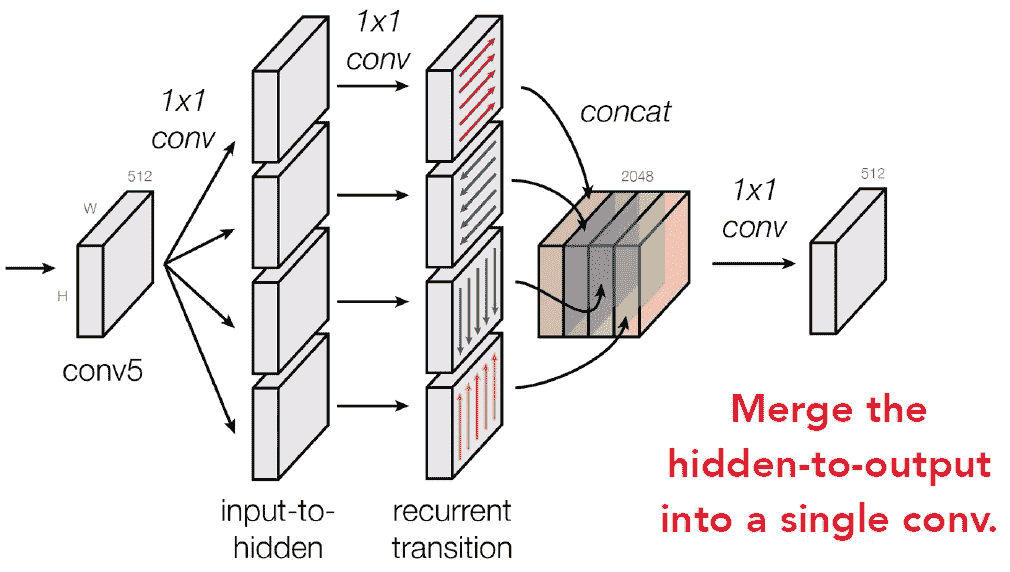 1x1
conv
1x1
conv
concat
512
W
H
conv5
2048
1x1
conv
512
input-to-
hidden
recurrent
transition
Merge the
hidden-to-output
into a single conv.